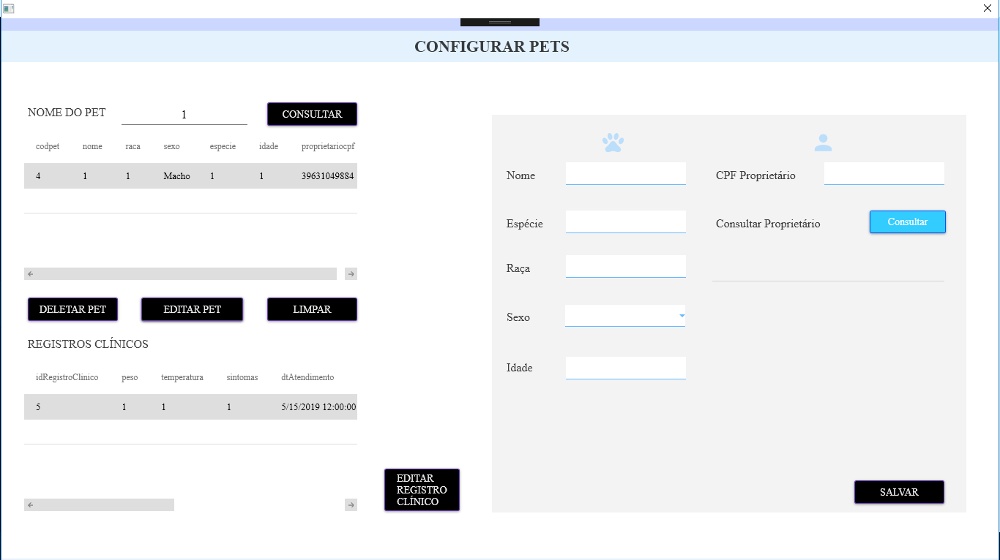 CONFIGURAR PETS
NOME DO PET 1 CONSULTAR
codpet nome raca sexo especie idade proprietariocpf
4 1 1 Macho 1 1 39631049884
DELETAR PET EDITAR PET LIMPAR
REGISTROS CLÍNICOS
idRegistroClinico peso temperatura sintomas dtAtendimento
5 1 1 1 5/15/2019 12:00:00
EDITAR
REGISTRO
CLÍNICO
Nome
Espécie
Raça
Sexo
Idade
CPF Proprietário
Consultar Proprietário Consultar
SALVAR